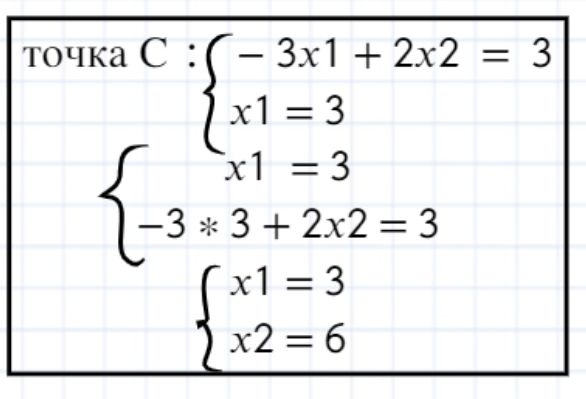 точка C : − 3x1 + 2x2 = 3
x1 = 3
x1 = 3
−3 * 3 + 2x2 = 3
x1 = 3
x2 = 6